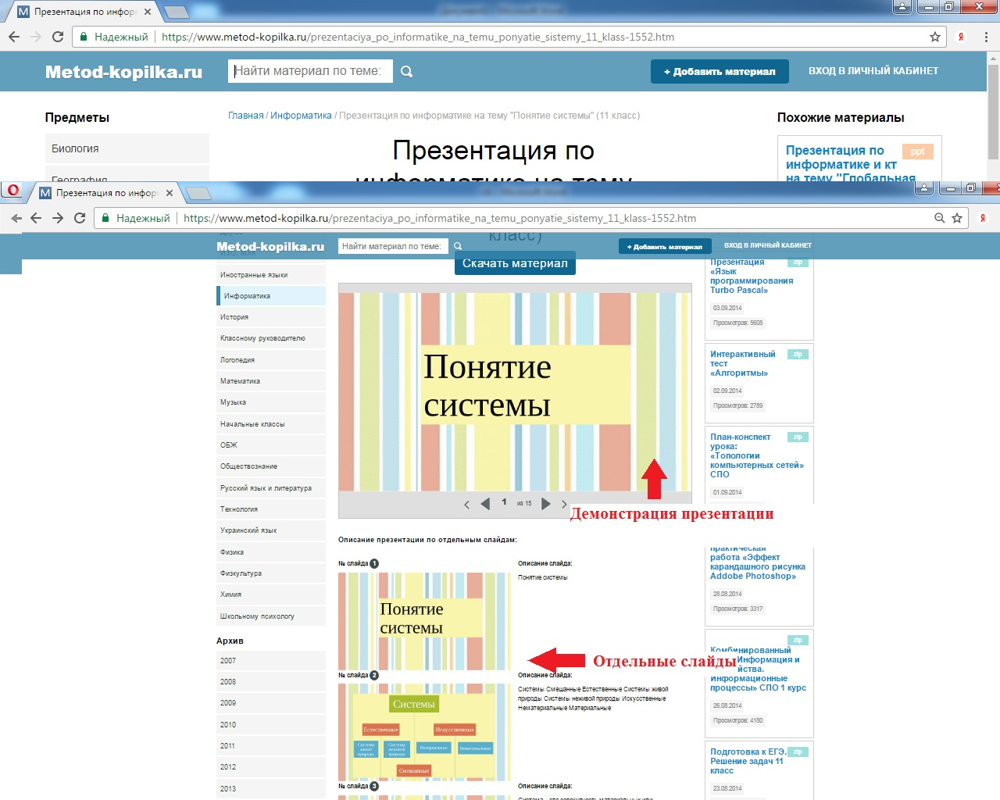 Презентация по инфор
Надежный
https://www.metod-kopilka.ru/prezentaciya_po_informatike_na_temu_ponyatie_sistemy_11_klass-1552.htm
Metod-kopilka.ru
Найти материал по теме:
+ Добавить материал
ВХОД В ЛИЧНЫЙ КАБИНЕТ
Предметы
Биология
География
Главная / Информатика / Презентация по информатике на тему "Понятие системы" (11 класс)
Презентация по
информатике на тему
Похожие материалы
Презентация по
ppt
информатике и кт
на тему "Глобальная
Презентация по инфор
Надежный
https://www.metod-kopilka.ru/prezentaciya_po_informatike_na_temu_ponyatie_sistemy_11_klass-1552.htm
класс)
Metod-kopilka.ru
Найти материал по теме:
+ Добавить материал
ВХОД В ЛИЧНЫЙ КАБИНЕТ
ИЗО, МХК
Иностранные языки
Информатика
История
Классному руководителю
Логопедия
Математика
Музыка
Начальные классы
ОБЖ
Обществознание
Русский язык и литература
Технология
Украинский язык
Физика
Физкультура
Химия
Школьному психологу
Архив
2007
2008
2009
2010
2011
2012
2013
Скачать материал
Понятие
системы
1 из 15
Демонстрация презентации
Описание презентации по отдельным слайдам:
№ слайда 1
Описание слайда:
Понятие системы
Понятие
системы
Отдельные слайды
№ слайда 2
Описание слайда:
Системы Смешанные Естественные Системы живой
природы Системы неживой природы Искусственные
Нематериальные Материальные
Системы
Естественные
Искусственные
Системы
живой
природы
Системы
неживой
природы
Материальные
Нематериальные
Смешанные
№ слайда 3
Описание слайда:
Система - это совокупность материальных или
Презентация
zip
«Язык
программирования
Turbo Pascal»
03.09.2014
Просмотров: 5608
Интерактивный
zip
тест
«Алгоритмы»
02.09.2014
Просмотров: 2789
План-конспект
zip
урока:
«Топологии
компьютерных сетей»
СПО
01.09.2014
практическая
работа «Эффект
карандашного рисунка
Adobe Photoshop»
28.08.2014
Просмотров: 3317
zip
Комбинированный
Информация и
йства.
Информационные
процессы» СПО 1 курс
26.08.2014
Просмотров: 4180
Подготовка к ЕГЭ.
zip
Решение задач 11
класс
23.08.2014